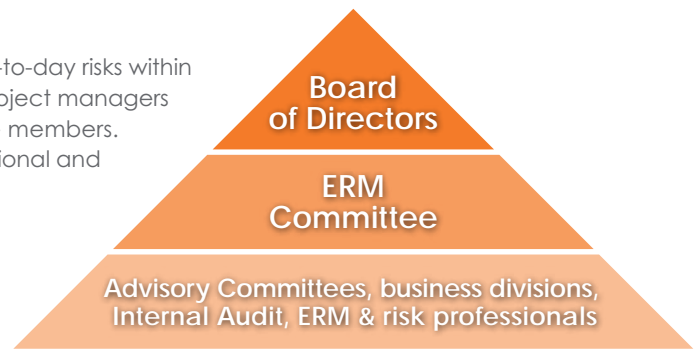 -to-day risks within
oject managers
members.
ional and
Board
of Directors
ERM
Committee
Advisory Committees, business divisions,
Internal Audit, ERM & risk professionals